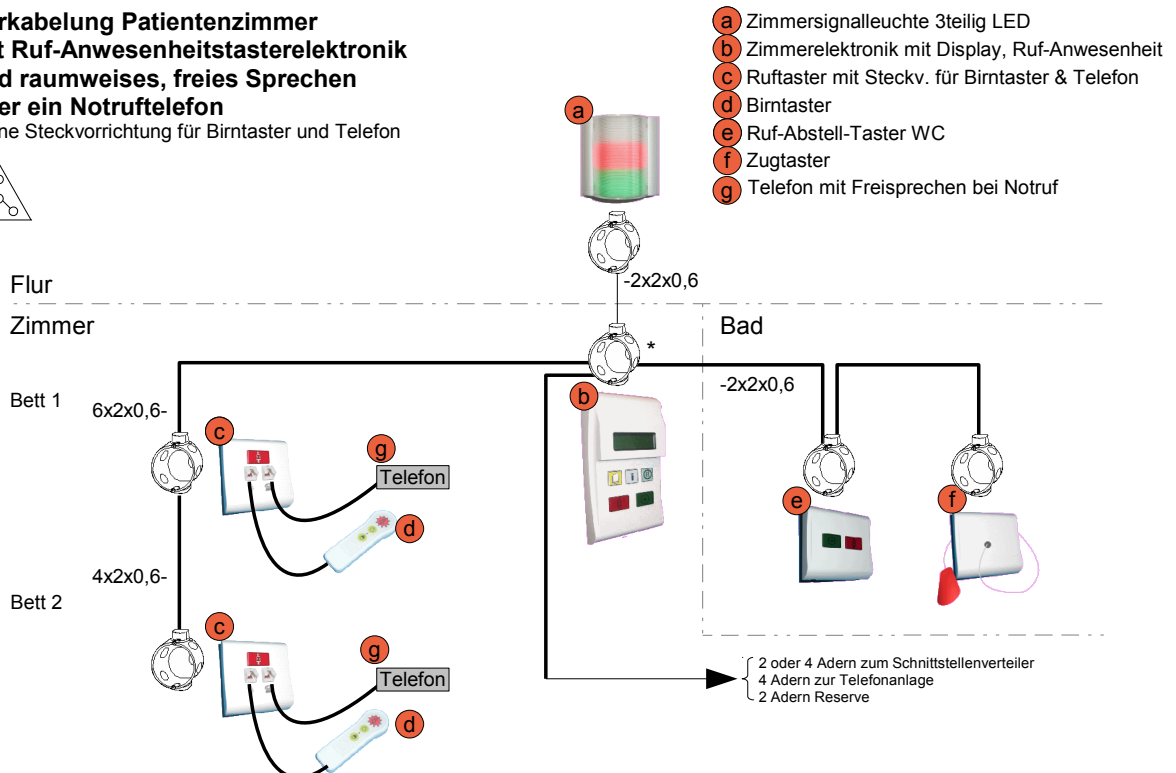 rkabelung Patientenzimmer
t Ruf-Anwesenheitstasterelektronik
d raumweises, freies Sprechen
er ein Notruftelefon
ne Steckvorrichtung für Birntaster und Telefon
a Zimmersignalleuchte 3teilig LED
b Zimmerelektronik mit Display, Ruf-Anwesenheit
c Ruftaster mit Steckv. für Birntaster & Telefon
d Birntaster
e Ruf-Abstell-Taster WC
f Zugtaster
g Telefon mit Freisprechen bei Notruf
a
Flur
-2x2x0,6
Zimmer
Bad
*
-2x2x0,6
b
Bett 1
6x2x0,6-
c
g
Telefon
d
e
f
4x2x0,6-
Bett 2
c
g
Telefon
d
2 oder 4 Adern zum Schnittstellenverteiler
4 Adern zur Telefonanlage
2 Adern Reserve